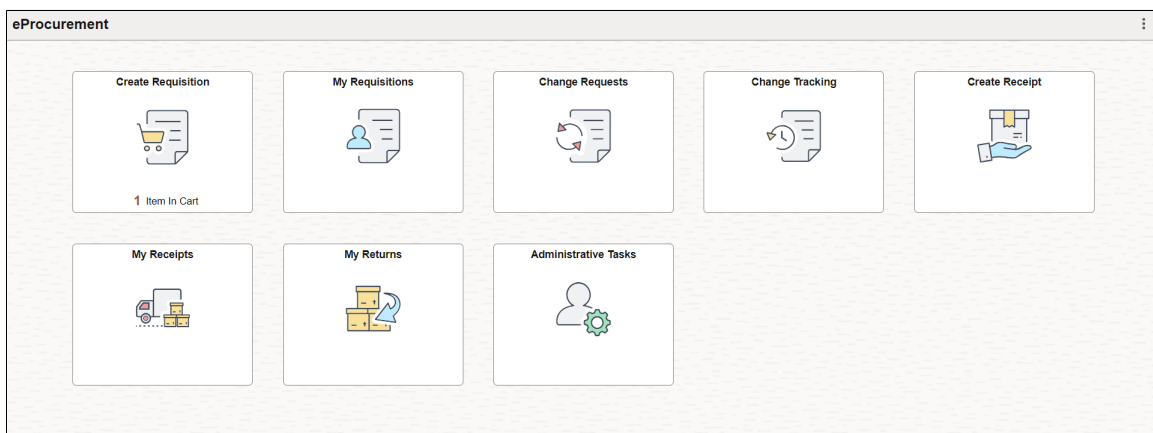 eProcurement
Create Requisition
My Requisitions
Change Requests
Change Tracking
Create Receipt
1 Item In Cart
My Receipts
My Returns
Administrative Tasks